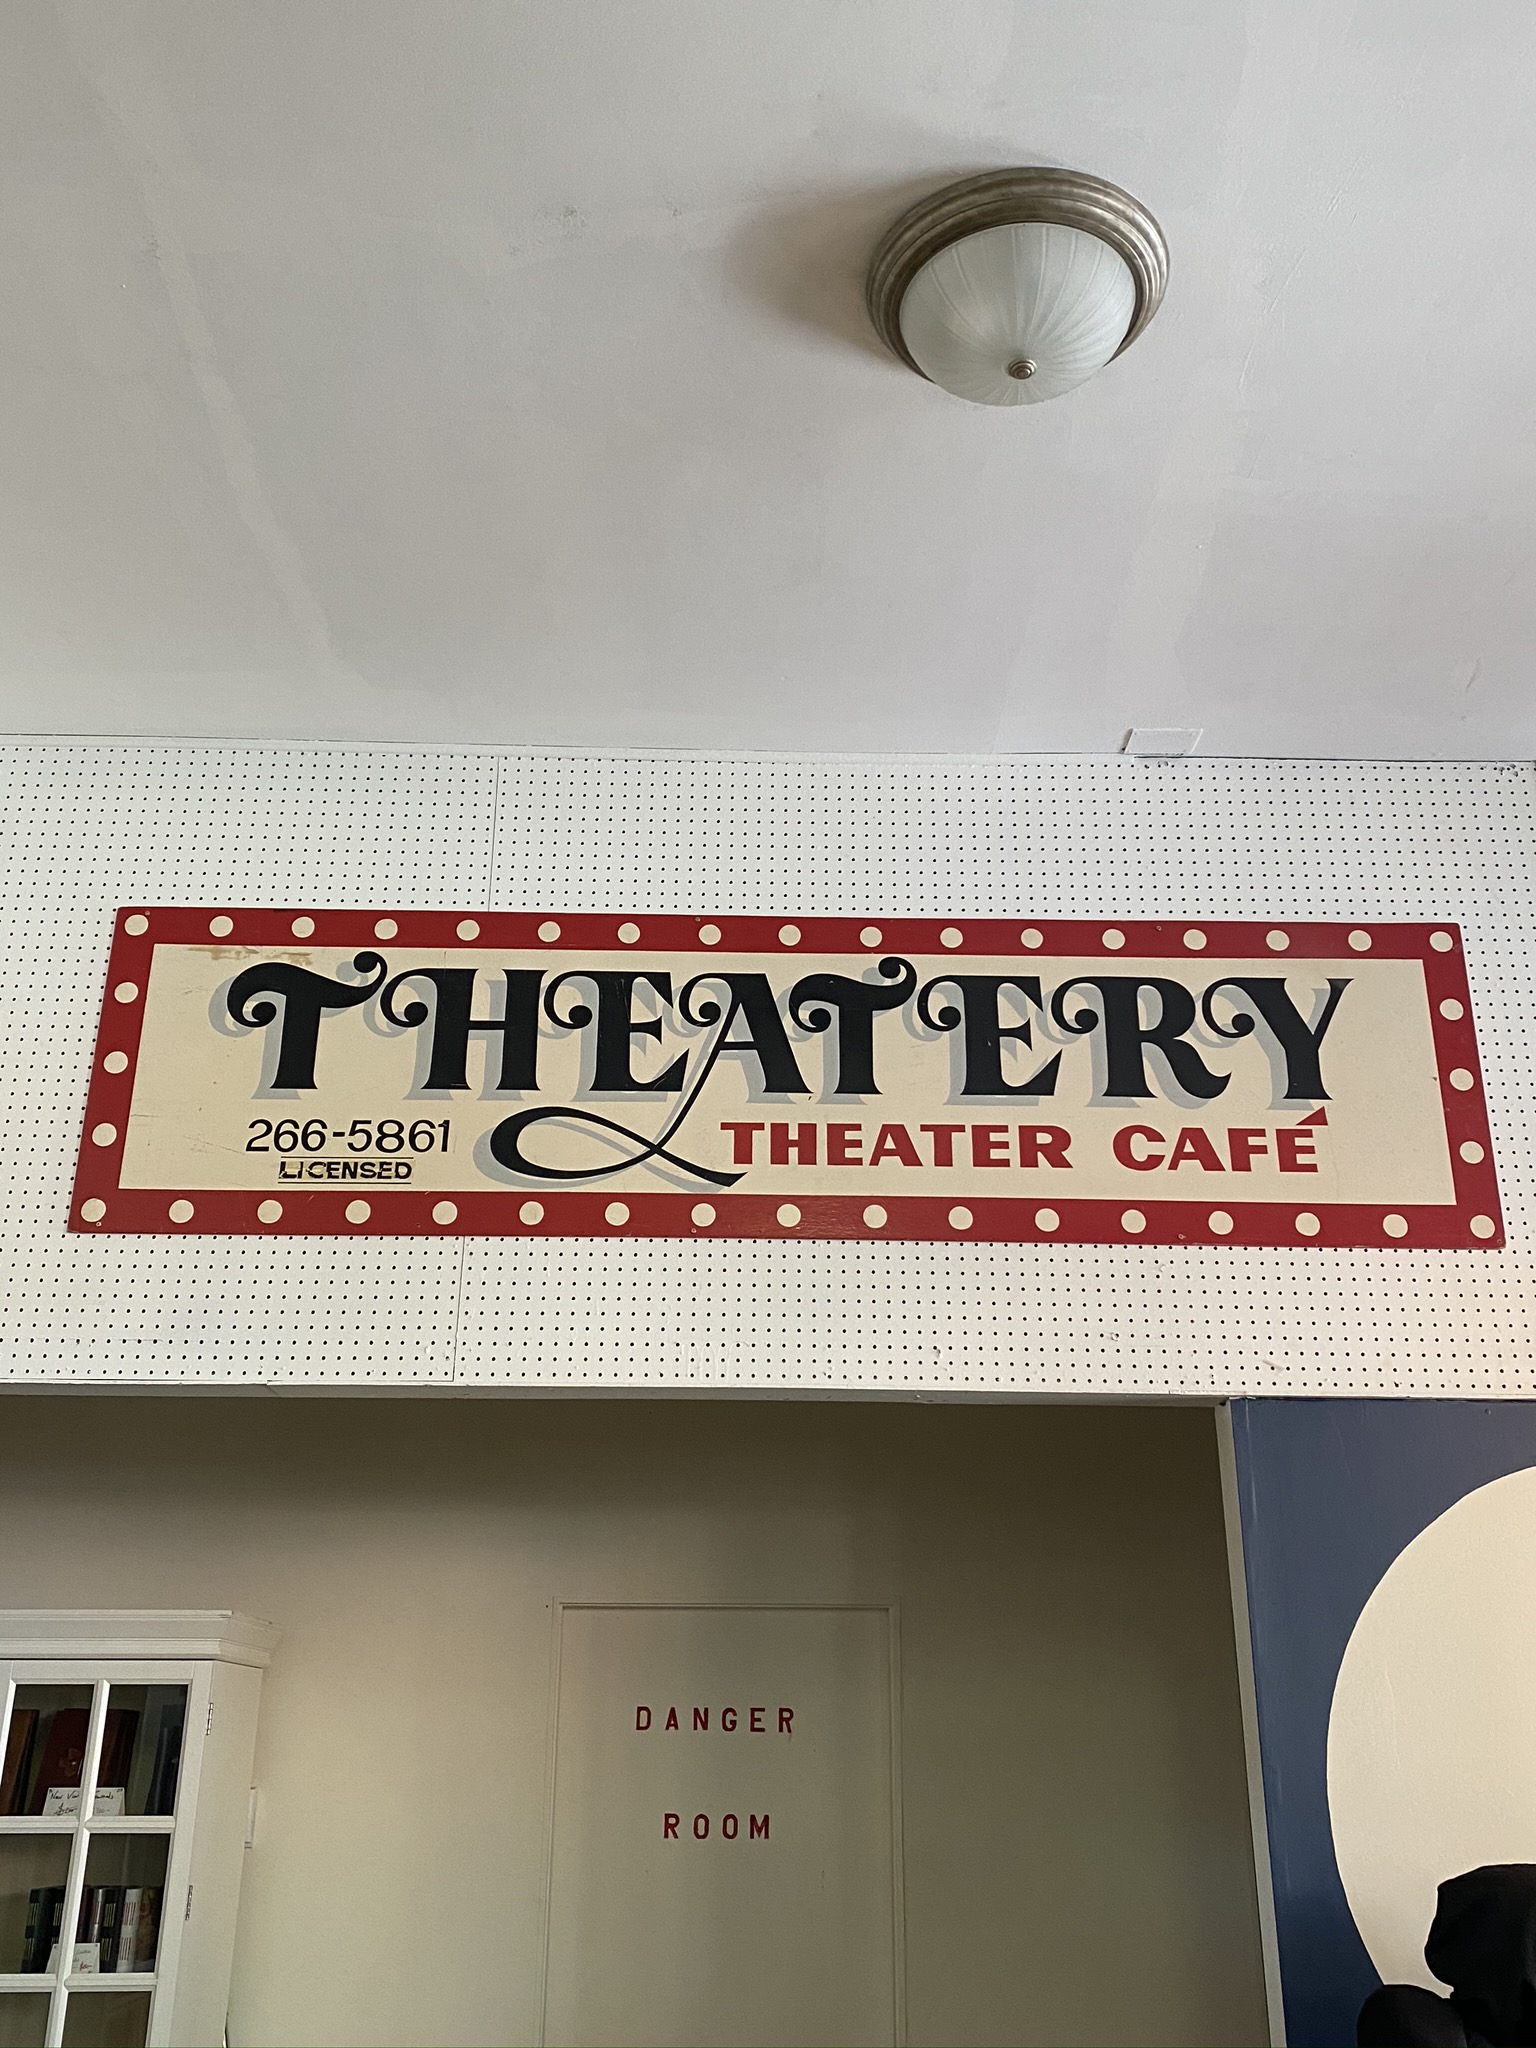 THEATERY
266-5861
LICENSED
THEATER CAFÉ
DANGER
ROOM